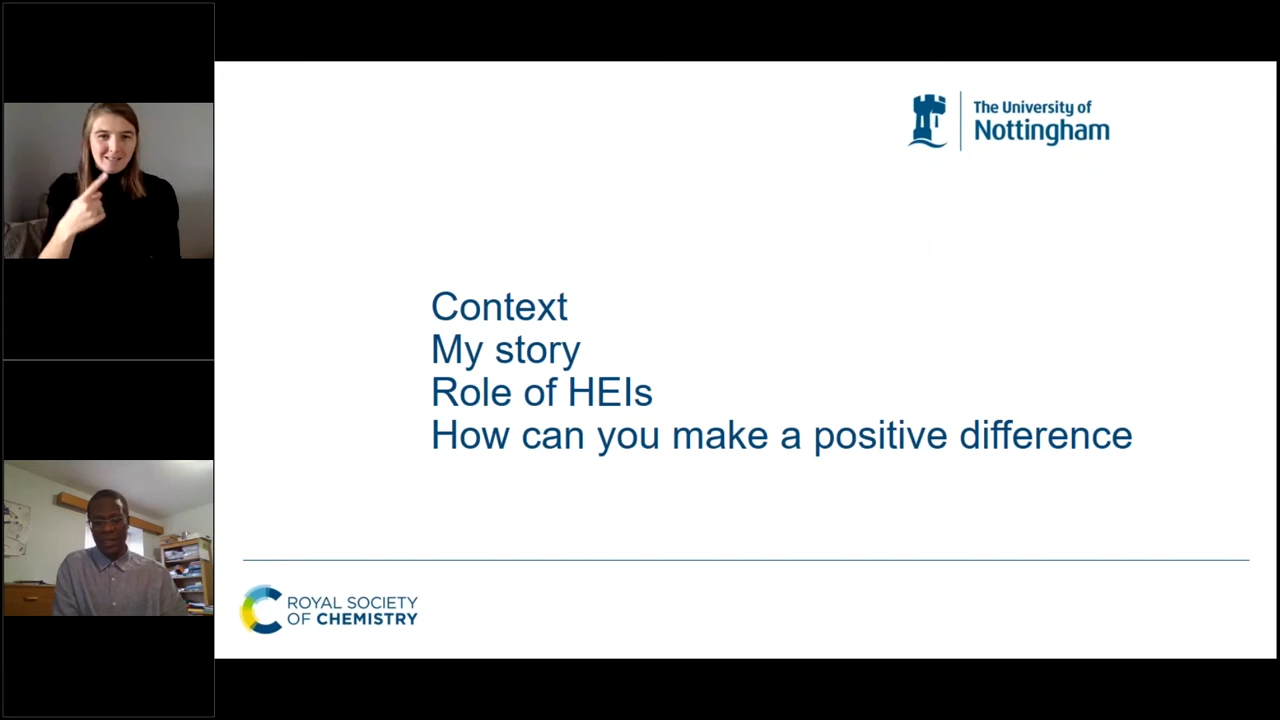 The University of
Nottingham
Context
My story
Role of HEIs
How can you make a positive difference
ROYAL SOCIETY
OF CHEMISTRY